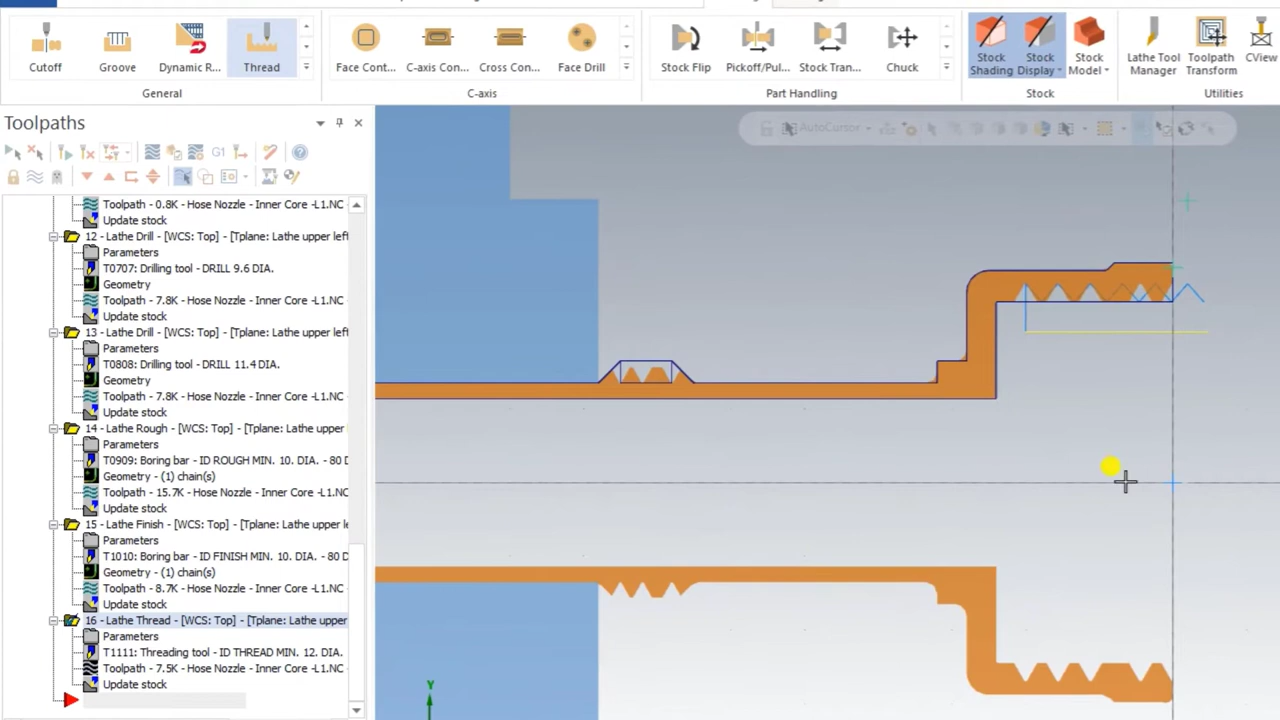 Cutoff
Groove
Dynamic R...
Thread
Face Cont...
C-axis Con...
Cross Con...
Face Drill
Stock Flip
Pickoff/Pul...
Stock Tran...
Chuck
Stock Shading
Stock Display
Stock Model
Lathe Tool Manager
Toolpath Transform
CView
General
C-axis
Part Handling
Stock
Utilities
Toolpaths
AutoCursor
G1
Toolpath - 0.8K - Hose Nozzle - Inner Core -L1.NC
Update stock
12 - Lathe Drill - [WCS: Top] - [Tplane: Lathe upper left
Parameters
T0707: Drilling tool - DRILL 9.6 DIA.
Geometry
Toolpath - 7.8K - Hose Nozzle - Inner Core -L1.NC
Update stock
13 - Lathe Drill - [WCS: Top] - [Tplane: Lathe upper left
Parameters
T0808: Drilling tool - DRILL 11.4 DIA.
Geometry
Toolpath - 7.8K - Hose Nozzle - Inner Core -L1.NC
Update stock
14 - Lathe Rough - [WCS: Top] - [Tplane: Lathe upper
Parameters
T0909: Boring bar - ID ROUGH MIN. 10. DIA. - 80 D
Geometry - (1) chain(s)
Toolpath - 15.7K - Hose Nozzle - Inner Core -L1.NC
Update stock
15 - Lathe Finish - [WCS: Top] - [Tplane: Lathe upper le
Parameters
T1010: Boring bar - ID FINISH MIN. 10. DIA. - 80 D
Geometry - (1) chain(s)
Toolpath - 8.7K - Hose Nozzle - Inner Core -L1.NC
Update stock
16 - Lathe Thread - [WCS: Top] - [Tplane: Lathe upper
Parameters
T1111: Threading tool - ID THREAD MIN. 12. DIA.
Toolpath - 7.5K - Hose Nozzle - Inner Core -L1.NC
Update stock
Y